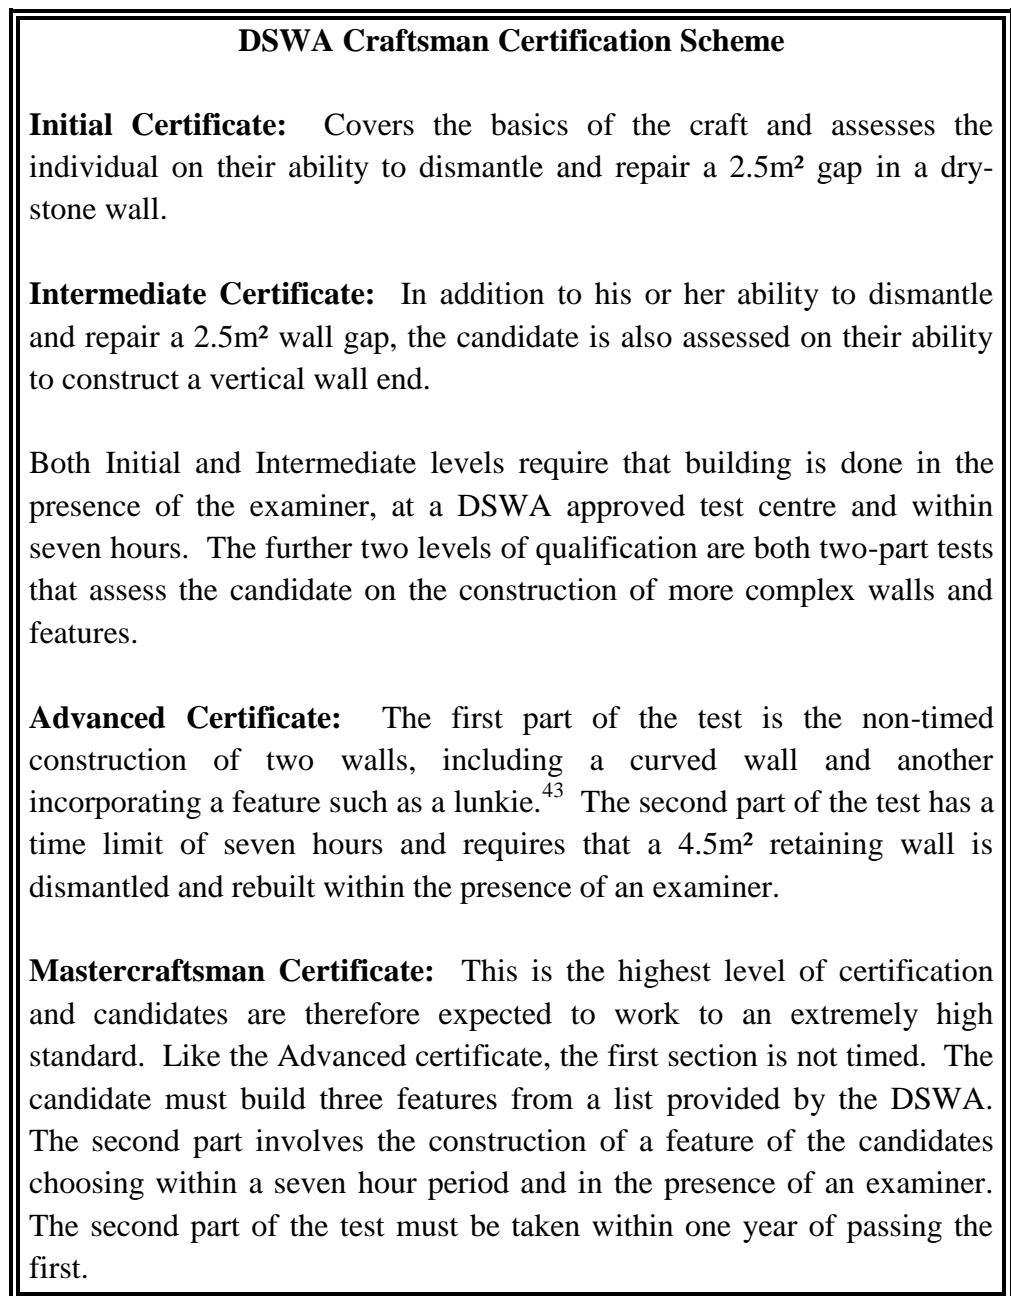 DSWA Craftsman Certification Scheme
Initial Certificate: Covers the basics of the craft and assesses the
individual on their ability to dismantle and repair a 2.5m² gap in a dry-
stone wall.
Intermediate Certificate: In addition to his or her ability to dismantle
and repair a 2.5m² wall gap, the candidate is also assessed on their ability
to construct a vertical wall end.
Both Initial and Intermediate levels require that building is done in the
presence of the examiner, at a DSWA approved test centre and within
seven hours. The further two levels of qualification are both two-part tests
that assess the candidate on the construction of more complex walls and
features.
Advanced Certificate: The first part of the test is the non-timed
construction of two walls, including a curved wall and another
incorporating a feature such as a lunkie.43 The second part of the test has a
time limit of seven hours and requires that a 4.5m² retaining wall is
dismantled and rebuilt within the presence of an examiner.
Mastercraftsman Certificate: This is the highest level of certification
and candidates are therefore expected to work to an extremely high
standard. Like the Advanced certificate, the first section is not timed. The
candidate must build three features from a list provided by the DSWA.
The second part involves the construction of a feature of the candidates
choosing within a seven hour period and in the presence of an examiner.
The second part of the test must be taken within one year of passing the
first.